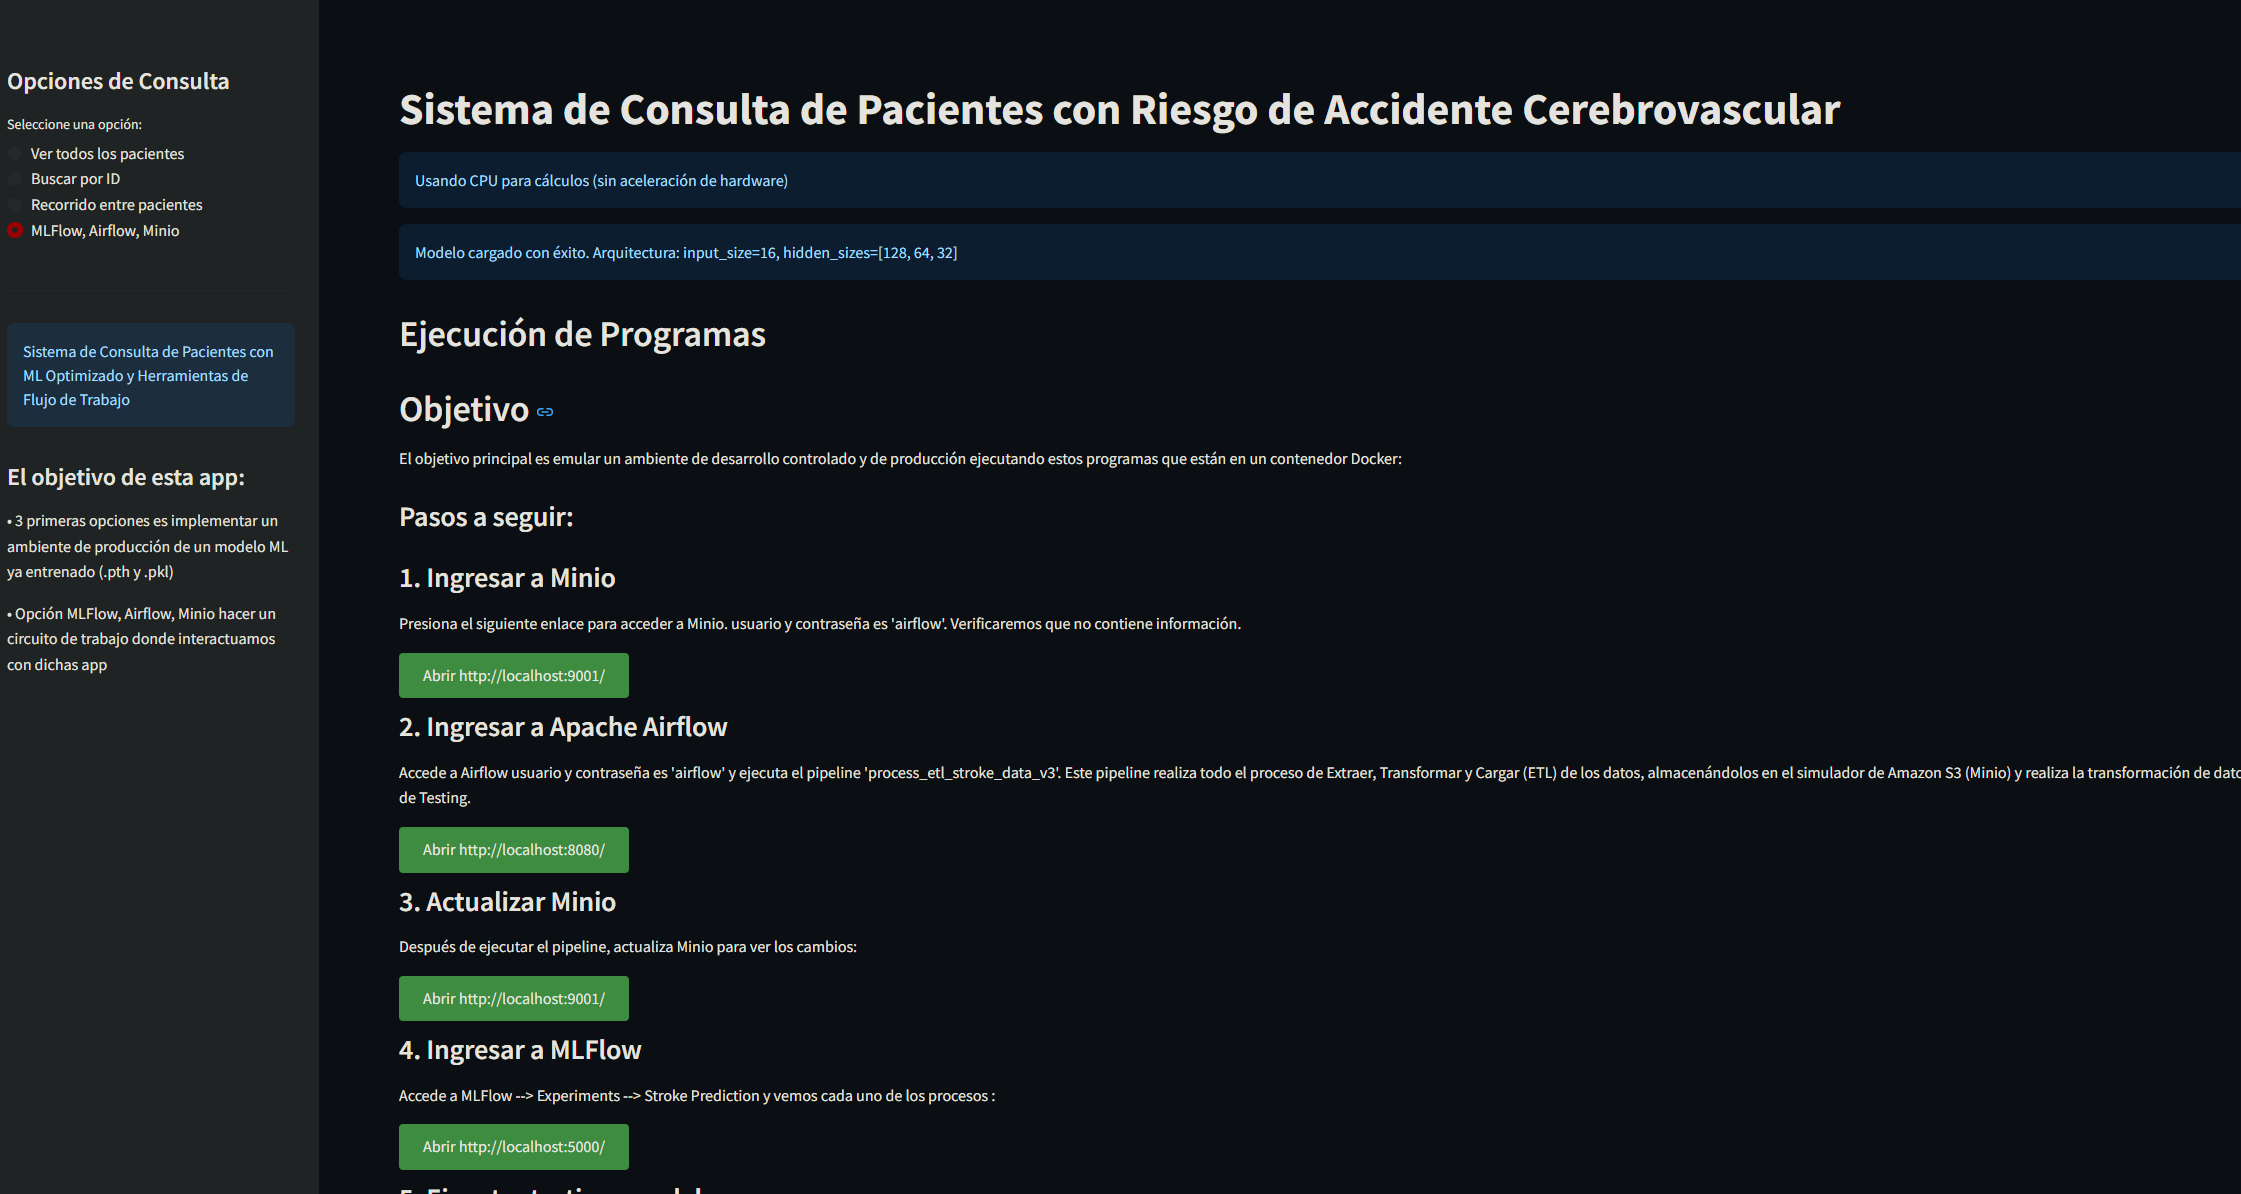 Opciones de Consulta
Seleccione una opción:
Ver todos los pacientes
Buscar por ID
Recorrido entre pacientes
MLFlow, Airflow, Minio
Sistema de Consulta de Pacientes con
ML Optimizado y Herramientas de
Flujo de Trabajo
El objetivo de esta app:
• 3 primeras opciones es implementar un
ambiente de producción de un modelo ML
ya entrenado (.pth y .pkl)
• Opción MLFlow, Airflow, Minio hacer un
circuito de trabajo donde interactuamos
con dichas app
Sistema de Consulta de Pacientes con Riesgo de Accidente Cerebrovascular
Usando CPU para cálculos (sin aceleración de hardware)
Modelo cargado con éxito. Arquitectura: input_size=16, hidden_sizes=[128, 64, 32]
Ejecución de Programas
Objetivo
El objetivo principal es emular un ambiente de desarrollo controlado y de producción ejecutando estos programas que están en un contenedor Docker:
Pasos a seguir:
1. Ingresar a Minio
Presiona el siguiente enlace para acceder a Minio. usuario y contraseña es 'airflow'. Verificaremos que no contiene información.
Abrir http://localhost:9001/
2. Ingresar a Apache Airflow
Accede a Airflow usuario y contraseña es 'airflow' y ejecuta el pipeline 'process_etl_stroke_data_v3'. Este pipeline realiza todo el proceso de Extraer, Transformar y Cargar (ETL) de los datos, almacenándolos en el simulador de Amazon S3 (Minio) y realiza la transformación de
de Testing.
Abrir http://localhost:8080/
3. Actualizar Minio
Después de ejecutar el pipeline, actualiza Minio para ver los cambios:
Abrir http://localhost:9001/
4. Ingresar a MLFlow
Accede a MLFlow --> Experiments --> Stroke Prediction y vemos cada uno de los procesos :
Abrir http://localhost:5000/